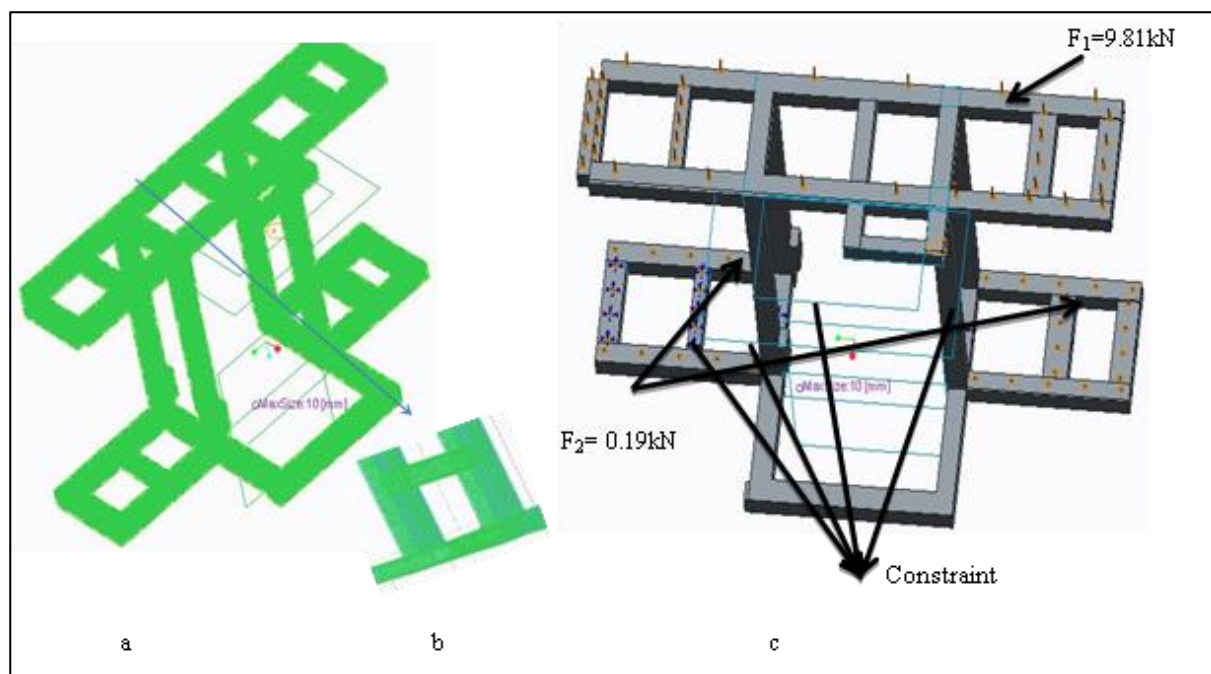 F₁=9.81kN
MaxSize:10 [mm]
MaxSize:10 [mm]
F₂= 0.19kN
Constraint
a
b
c